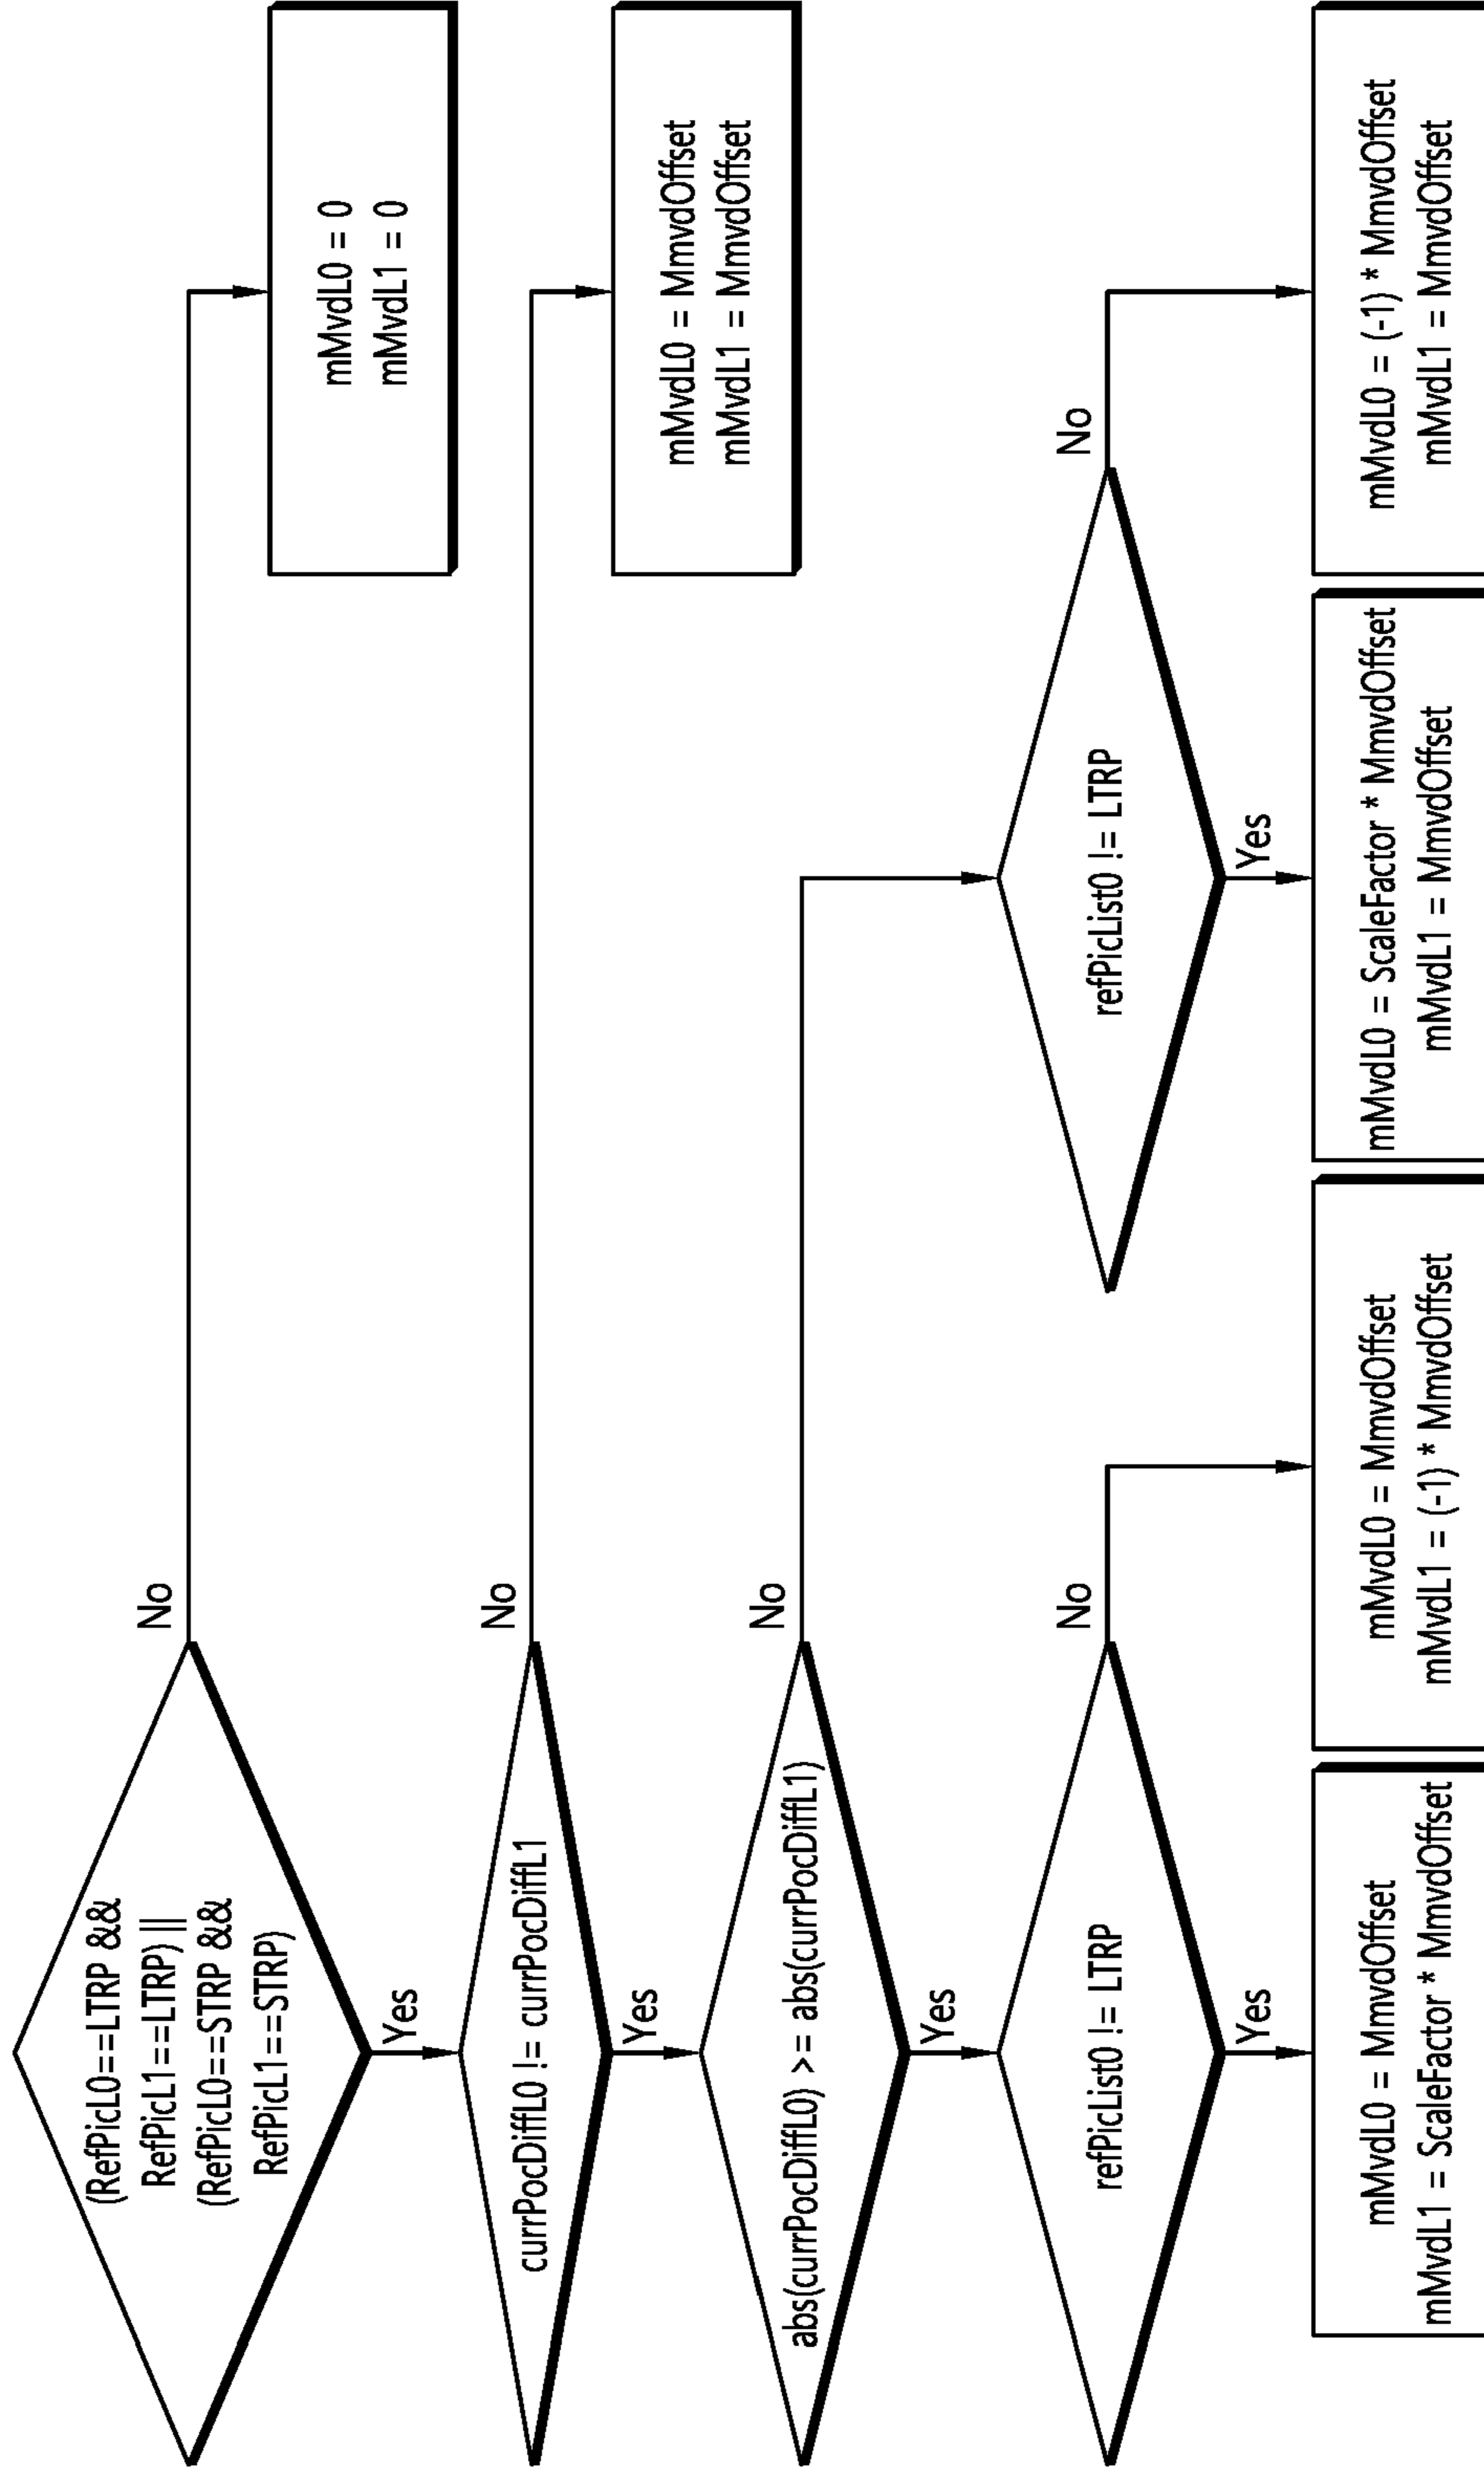 (RefPicL0==LTRP &&
RefPicL1==LTRP) ||
(RefPicL0==STRP &&
RefPicL1==STRP)
No
mMvdL0 = 0
mMvdL1 = 0
Yes
currPocDiffL0 != currPocDiffL1
No
mMvdL0 = MmvdOffset
mMvdL1 = MmvdOffset
Yes
abs(currPocDiffL0) >= abs(currPocDiffL1)
No
Yes
refPicList0 != LTRP
No
refPicList0 != LTRP
No
Yes
Yes
mMvdL0 = MmvdOffset
mMvdL1 = ScaleFactor * MmvdOffset
mMvdL0 = MmvdOffset
mMvdL1 = (-1) * MmvdOffset
mMvdL0 = ScaleFactor * MmvdOffset
mMvdL1 = MmvdOffset
mMvdL0 = (-1) * MmvdOffset
mMvdL1 = MmvdOffset